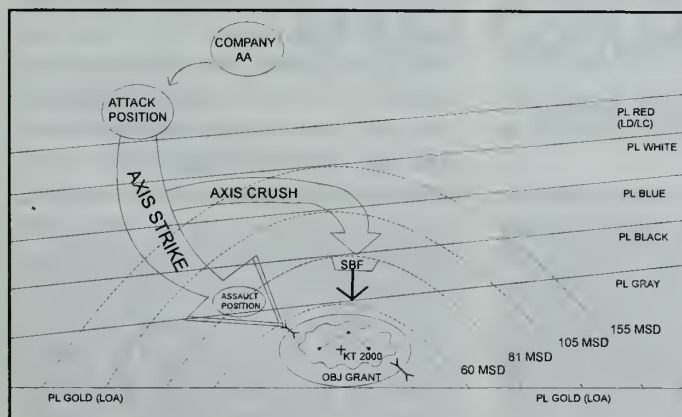 COMPANY
AA
ATTACK
POSITION
PL RED
(LD/LC)
PL WHITE
AXIS STRIKE
AXIS CRUSH
PL BLUE
PL BLACK
SBF
PL GRAY
ASSAULT
POSITION
155 MSD
105 MSD
81 MSD
60 MSD
KT 2000
OBJ GRANT
PL GOLD (LOA)
PL GOLD (LOA)